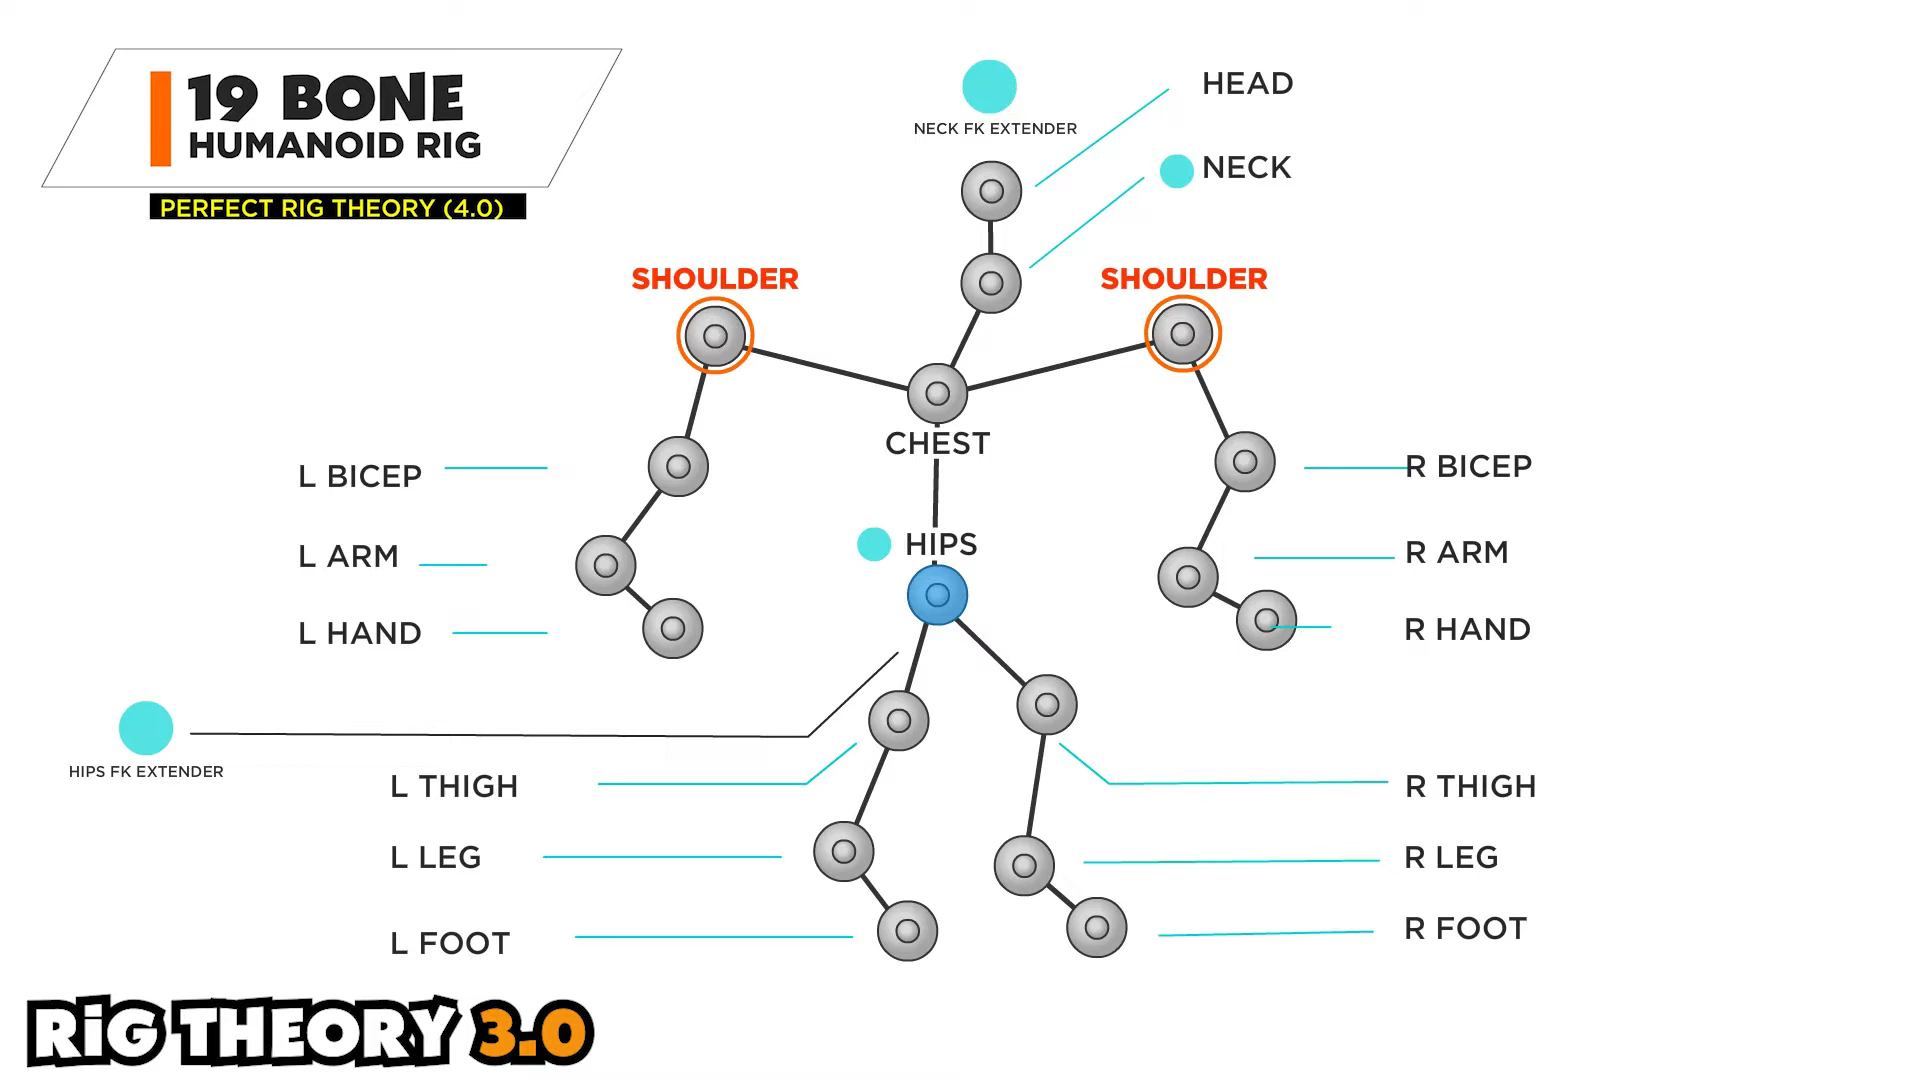 19 BONE
HUMANOID RIG
PERFECT RIG THEORY (4.0)
HEAD
NECK FK EXTENDER
NECK
SHOULDER
SHOULDER
CHEST
L BICEP
R BICEP
HIPS
L ARM
R ARM
L HAND
R HAND
HIPS FK EXTENDER
L THIGH
R THIGH
L LEG
R LEG
L FOOT
R FOOT
RiG THEORY 3.0